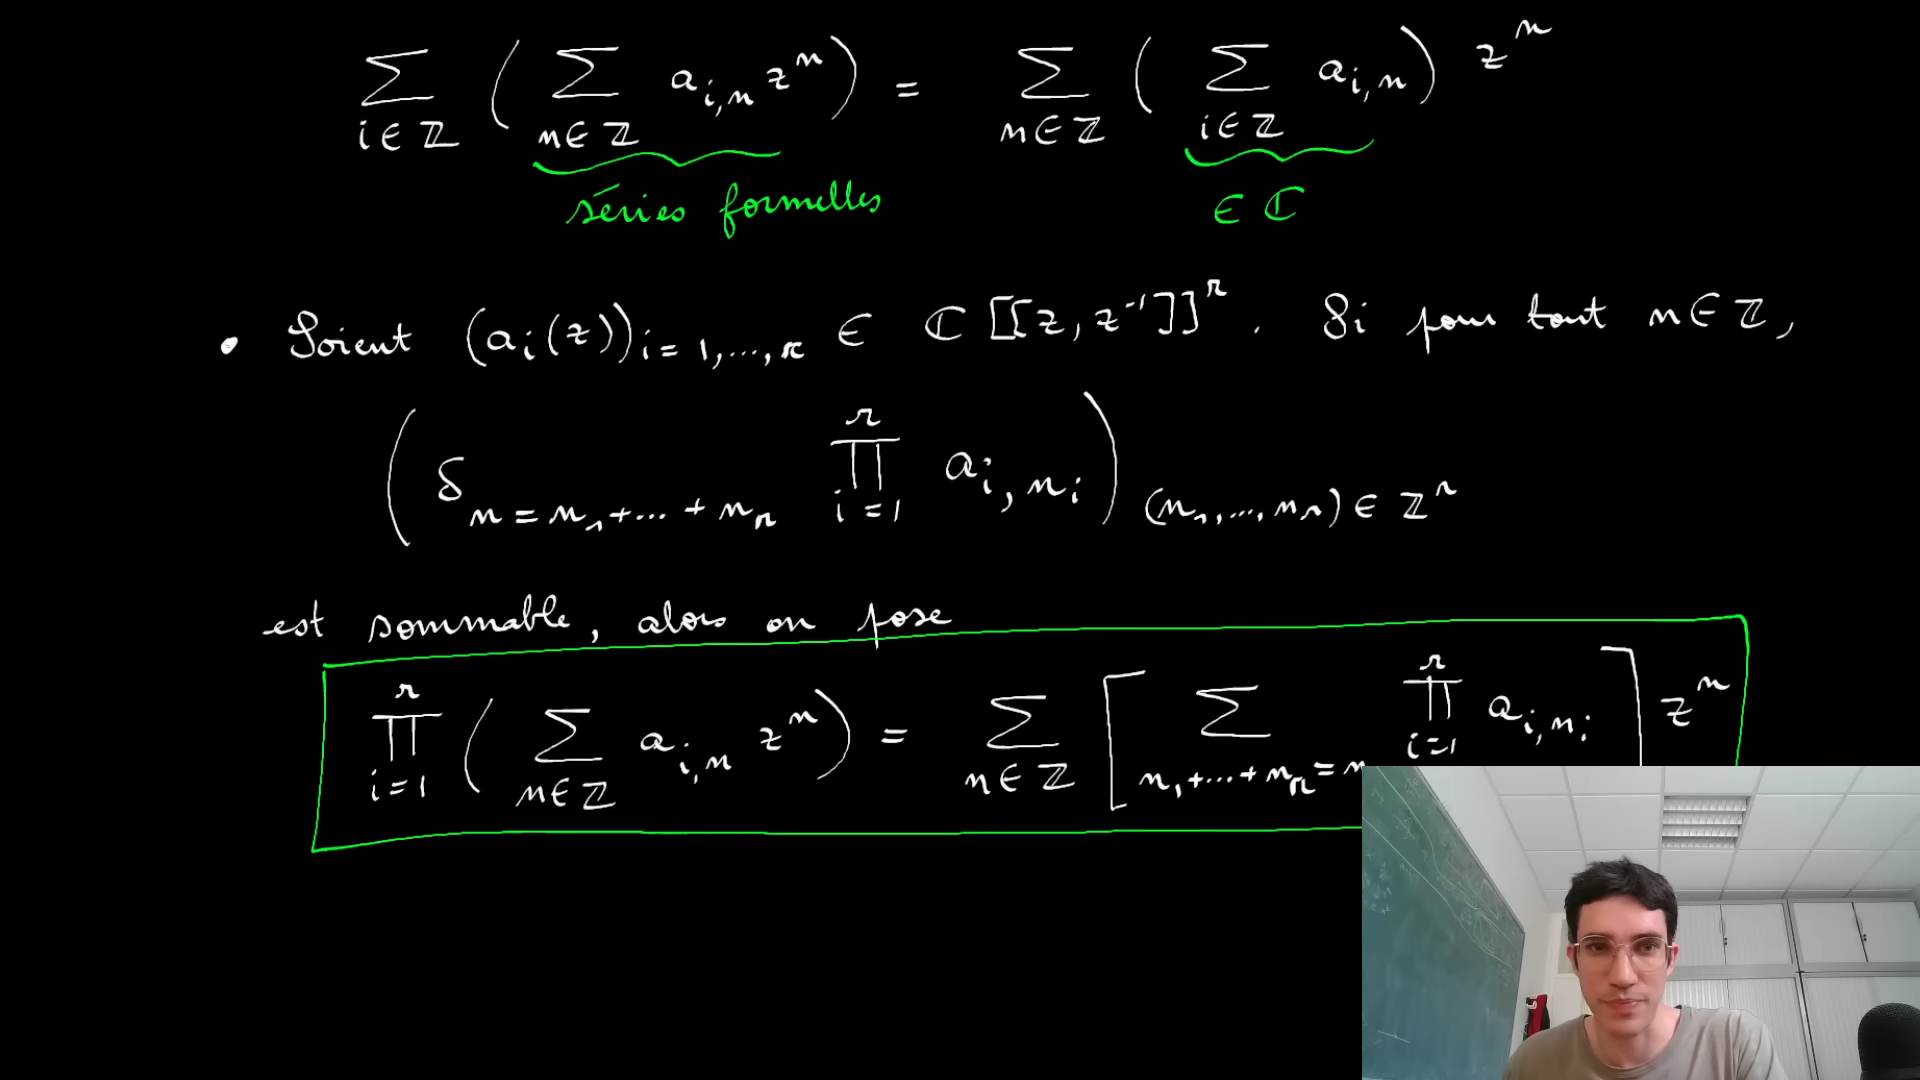 ∑_{i∈ℤ} ( ∑_{n∈ℤ} a_{i,n} z^n ) = ∑_{n∈ℤ} ( ∑_{i∈ℤ} a_{i,n} ) z^n
séries formelles ∈ ℂ
• Soient (a_i(z))_{i=1,...,r} ∈ ℂ[[z, z^{-1}]]^r. Si pour tout n∈ℤ,
( δ_{n=n_1+...+n_r} ∏_{i=1}^{r} a_{i,n_i} )_{(n_1,...,n_r)∈ℤ^r}
est sommable, alors on pose
∏_{i=1}^{r} ( ∑_{n∈ℤ} a_{i,n} z^n ) = ∑_{n∈ℤ} [ ∑_{n_1+...+n_r=n} ∏_{i=1}^{r} a_{i,n_i} ] z^n